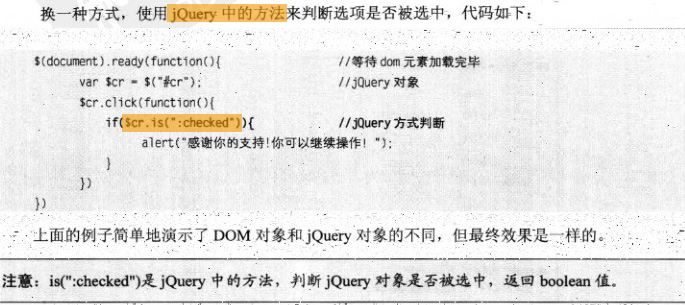 换一种方式，使用 jQuery 中的方法来判断选项是否被选中，代码如下：
$(document).ready(function(){ //等待 dom 元素加载完毕
var $cr = $("#cr"); //jQuery 对象
$cr.click(function(){
if($cr.is(":checked")){ //jQuery 方式判断
alert("感谢你的支持!你可以继续操作! ");
}
})
})
上面的例子简单地演示了 DOM 对象和 jQuery 对象的不同，但最终效果是一样的。
注意：is(":checked")是 jQuery 中的方法，判断 jQuery 对象是否被选中，返回 boolean 值。